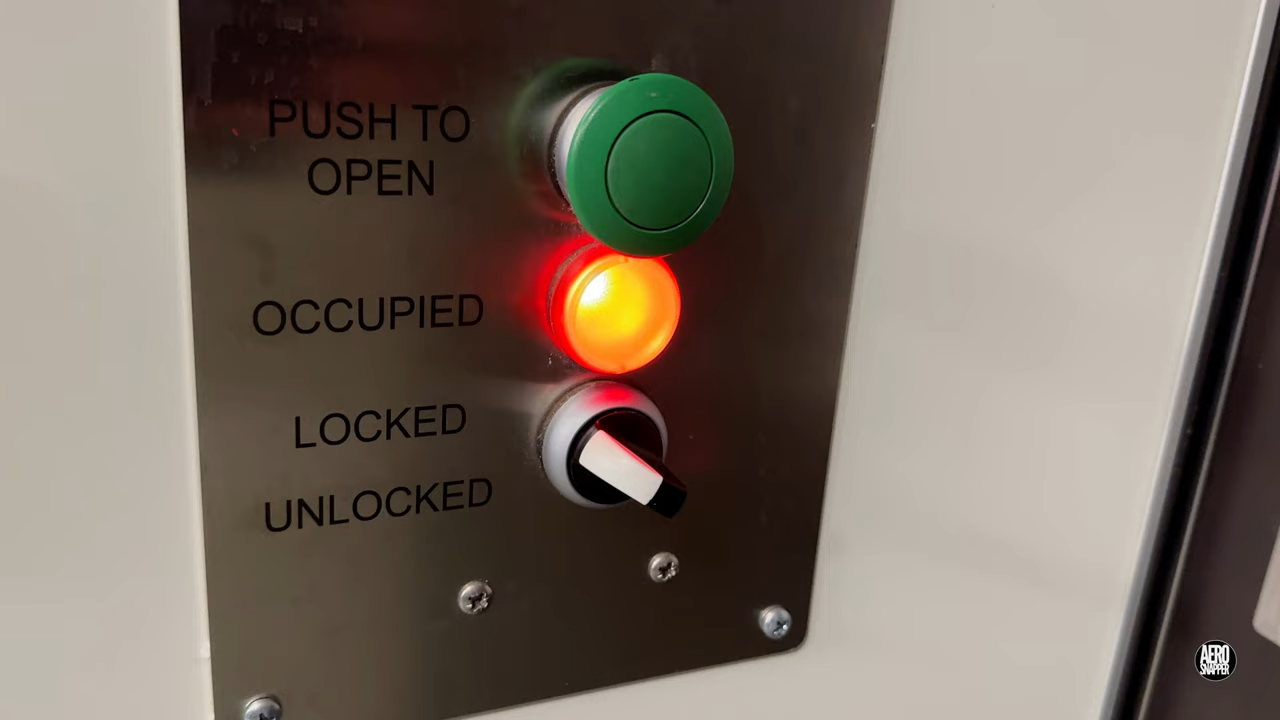 PUSH TO
OPEN
OCCUPIED
LOCKED
UNLOCKED
AERO
SNAPPER